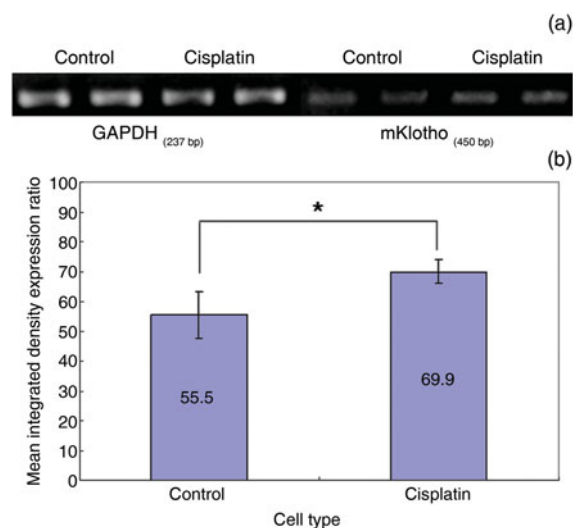 (a)
Control Cisplatin Control Cisplatin
GAPDH (237 bp) mKlotho (450 bp)
(b)
Mean integrated density expression ratio
100
90
80
70
60
50
40
30
20
10
0
*
55.5
69.9
Control Cisplatin
Cell type